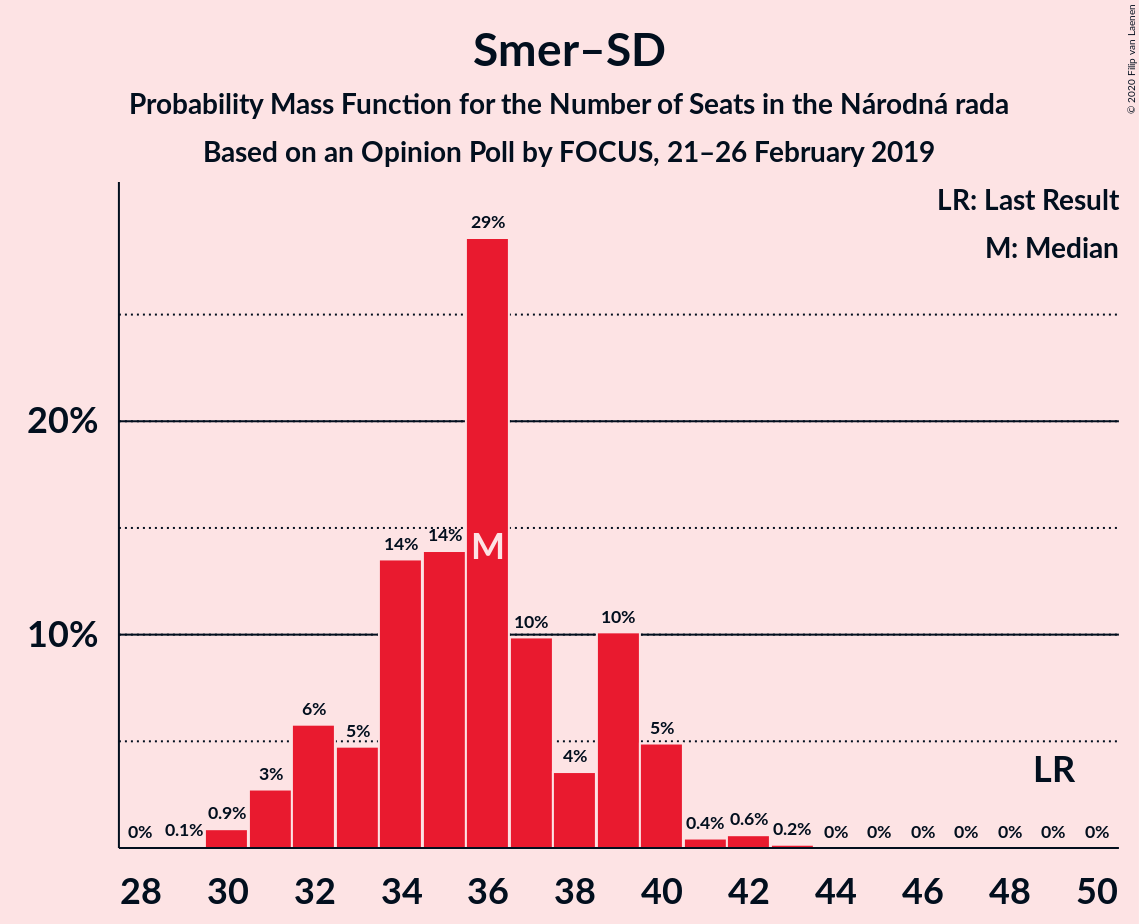 Smer–SD
Probability Mass Function for the Number of Seats in the Národná rada
Based on an Opinion Poll by FOCUS, 21–26 February 2019
© 2020 Filip van Laenen
LR: Last Result
M: Median
29%
20%
14%
14%
M
10%
10%
10%
6%
5%
5%
4%
3%
0.9%
0%
0.1%
0.4%
0.6%
0.2%
0%
0%
0%
0%
0%
0%
0%
LR
28 30 32 34 36 38 40 42 44 46 48 50